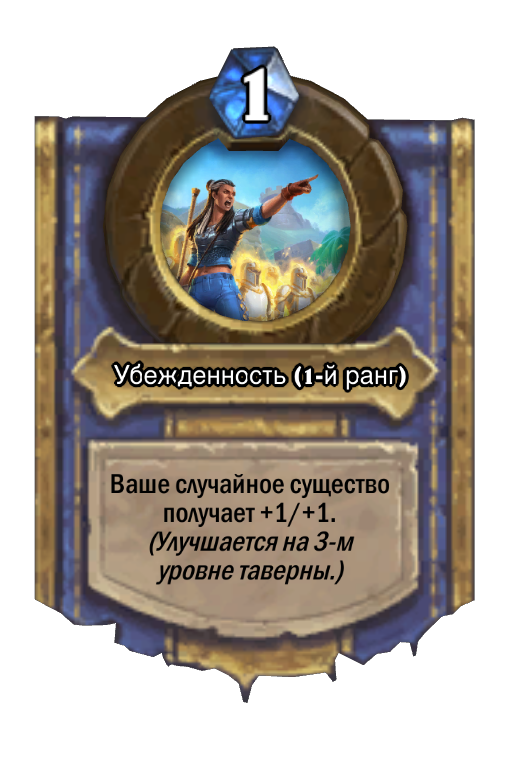 1
Убежденность (1-й ранг)
Ваше случайное существо
получает +1/+1.
(Улучшается на 3-м
уровне таверны.)